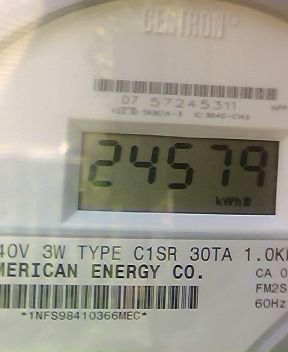 CENTRON
07 57245311
24579
kWh
40V 3W TYPE C1SR 30TA 1.0K
MERICAN ENERGY CO.
CA 0
FM2S
60Hz
*1NFS98410366MEC*